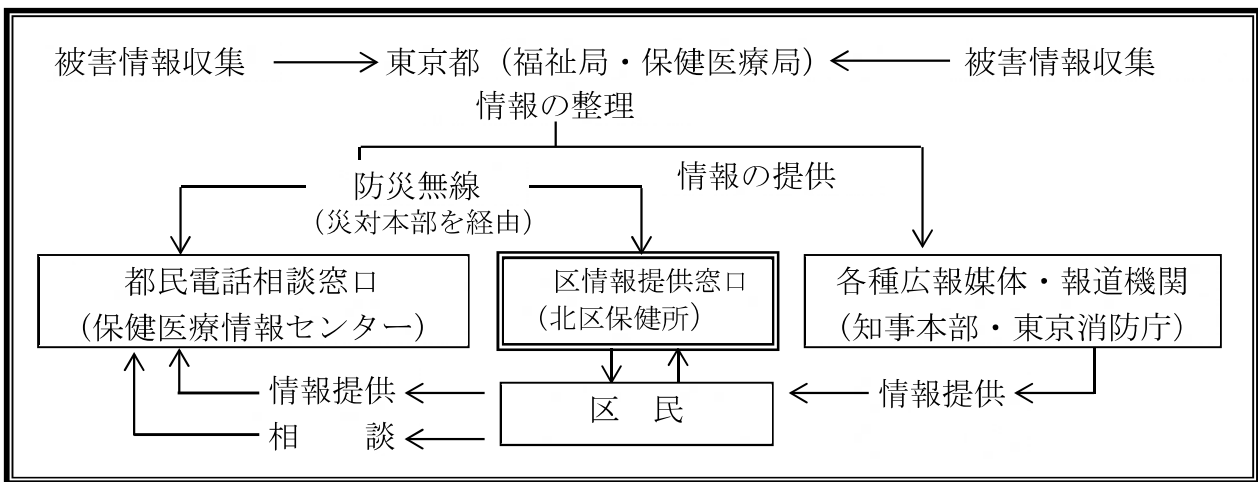 被害情報収集 東京都（福祉局・保健医療局） 被害情報収集
情報の整理
防災無線
（災対本部を経由）
情報の提供
都民電話相談窓口
（保健医療情報センター）
区情報提供窓口
（北区保健所）
各種広報媒体・報道機関
（知事本部・東京消防庁）
情報提供
区　民
情報提供
相　　談